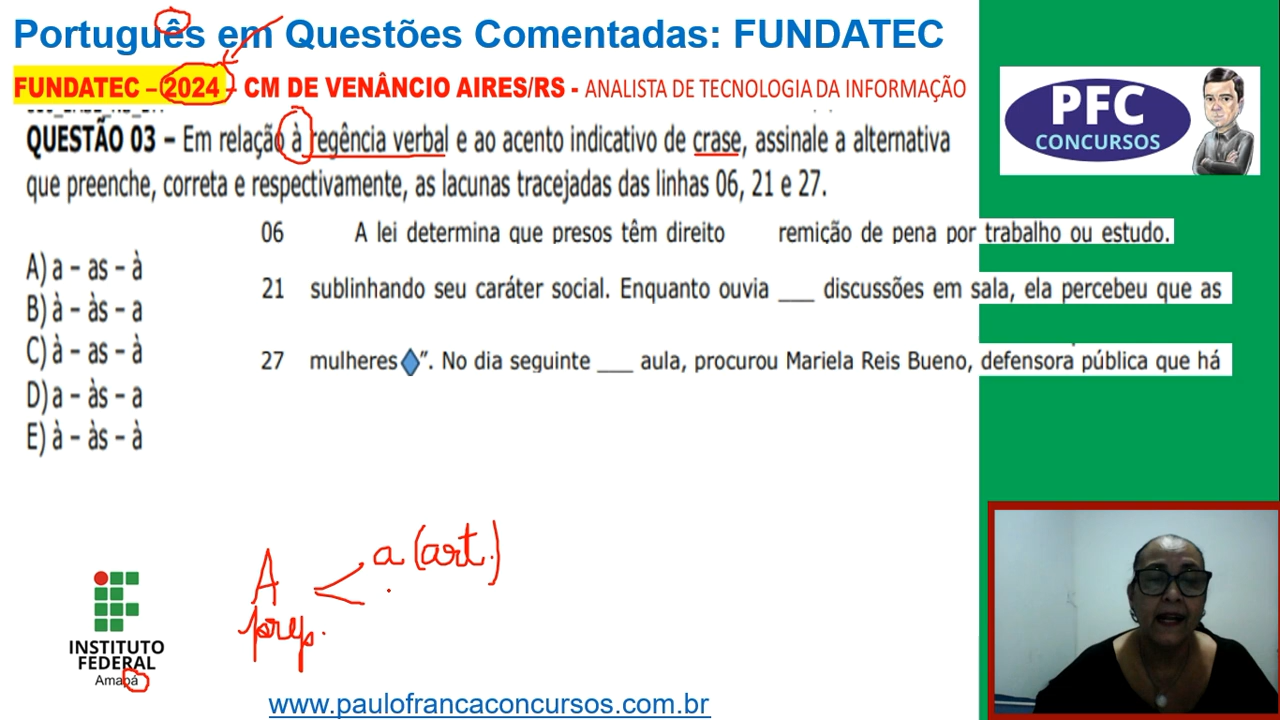 Português em Questões Comentadas: FUNDATEC
FUNDATEC – 2024 - CM DE VENÂNCIO AIRES/RS - ANALISTA DE TECNOLOGIA DA INFORMAÇÃO
PFC
CONCURSOS
QUESTÃO 03 – Em relação à regência verbal e ao acento indicativo de crase, assinale a alternativa
que preenche, correta e respectivamente, as lacunas tracejadas das linhas 06, 21 e 27.
06 A lei determina que presos têm direito remição de pena por trabalho ou estudo.
A) a – as – à
21 sublinhando seu caráter social. Enquanto ouvia ___ discussões em sala, ela percebeu que as
B) à – às – a
C) à – as – à
27 mulheres ”. No dia seguinte ___ aula, procurou Mariela Reis Bueno, defensora pública que há
D) a – às – a
E) à – às – à
A < a (art.)
prep.
INSTITUTO
FEDERAL
Amapá
www.paulofrancaconcursos.com.br